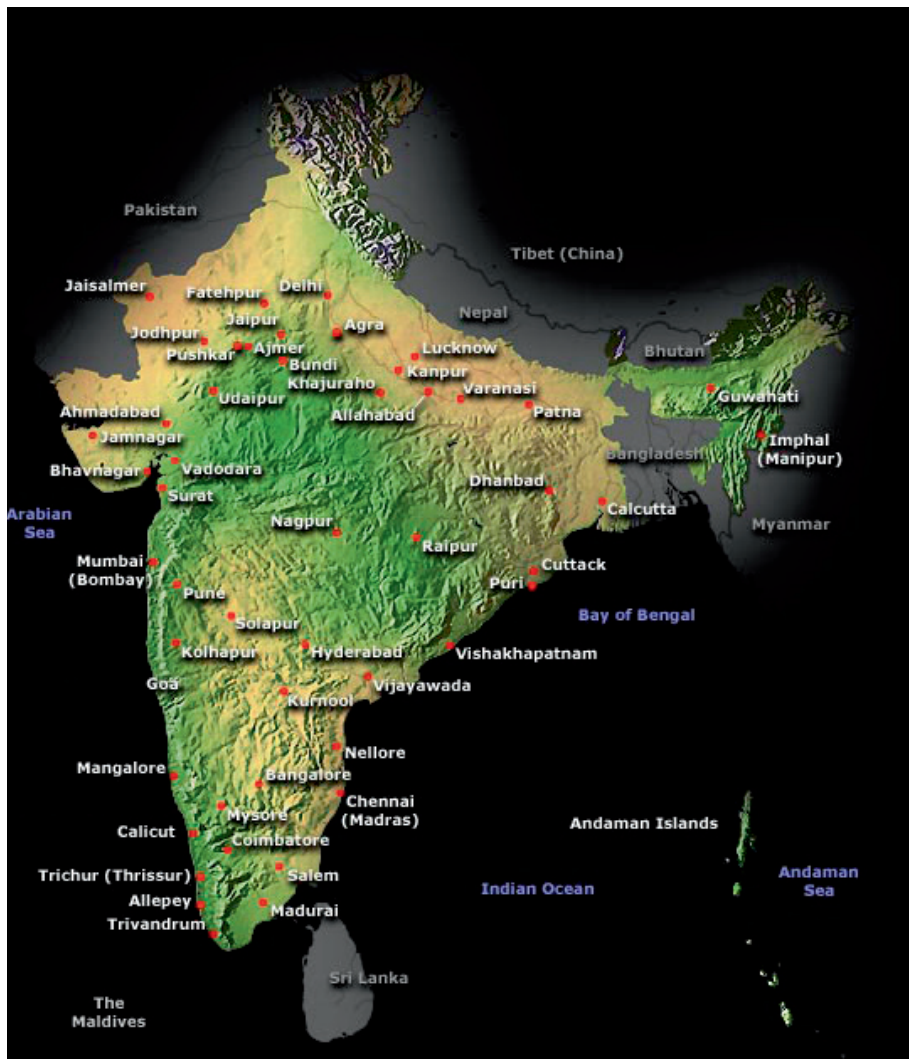 Pakistan
Tibet (China)
Jaisalmer
Fatehpur
Delhi
Nepal
Jaipur
Agra
Jodhpur
Pushkar
Ajmer
Lucknow
Bhutan
Bundi
Kanpur
Khajuraho
Varanasi
Guwahati
Udaipur
Allahabad
Patna
Ahmadabad
Jamnagar
Imphal
(Manipur)
Bangladesh
Bhavnagar
Vadodara
Dhanbad
Surat
Calcutta
Arabian
Sea
Nagpur
Myanmar
Raipur
Mumbai
(Bombay)
Cuttack
Puri
Pune
Bay of Bengal
Solapur
Kolhapur
Hyderabad
Vishakhapatnam
Goa
Vijayawada
Kurnool
Nellore
Mangalore
Bangalore
Chennai
(Madras)
Mysore
Andaman Islands
Calicut
Coimbatore
Trichur (Thrissur)
Salem
Andaman
Sea
Indian Ocean
Allepey
Madurai
Trivandrum
Sri Lanka
The
Maldives